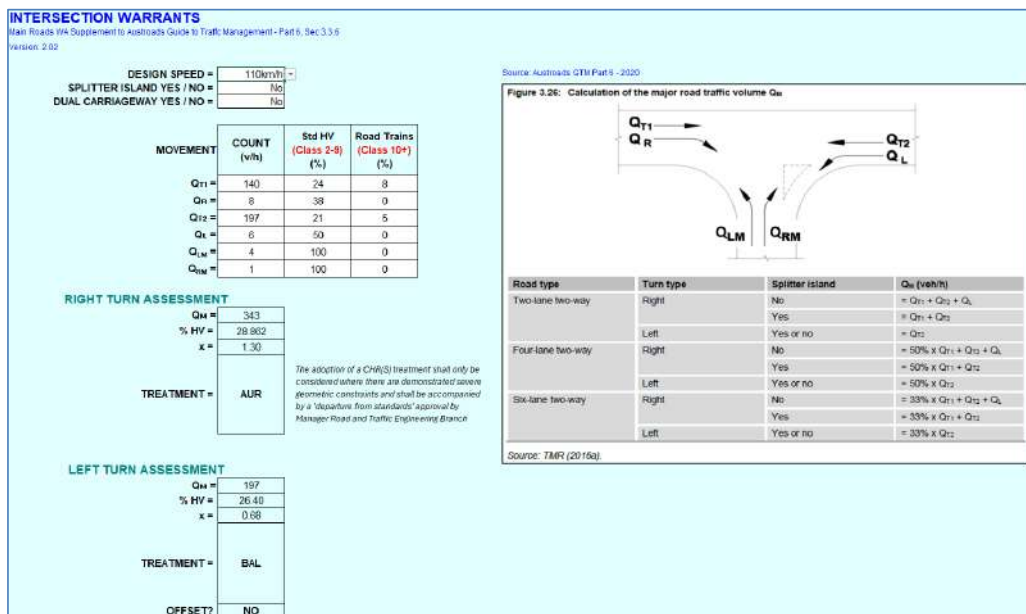 INTERSECTION WARRANTS
Main Roads WA Supplement to Austroads Guide to Traffic Management - Part 6, Sec 3.3.6
Version: 2.02
DESIGN SPEED = 110km/h
SPLITTER ISLAND YES / NO = No
DUAL CARRIAGEWAY YES / NO = No
MOVEMENT COUNT (v/h) Std HV (Class 2-9) (%) Road Trains (Class 10+) (%)
QT1 = 140 24 8
QR = 8 38 0
QT2 = 197 21 5
QL = 6 50 0
QLM = 4 100 0
QRM = 1 100 0
RIGHT TURN ASSESSMENT
QM = 343
% HV = 28.862
x = 1.30
TREATMENT = AUR
The adoption of a CHR(S) treatment shall only be
considered where there are demonstrated severe
geometric constraints and shall be accompanied
by a 'departure from standards' approval by
Manager Road and Traffic Engineering Branch
LEFT TURN ASSESSMENT
QM = 197
% HV = 26.40
x = 0.68
TREATMENT = BAL
OFFSET? NO
Source: Austroads GTM Part 6 - 2020
Figure 3.26: Calculation of the major road traffic volume QM
QT1
QR
QT2
QL
QLM QRM
Road type Turn type Splitter island QM (veh/h)
Two-lane two-way Right No = QT1 + QT2 + QL
Yes = QT1 + QT2
Left Yes or no = QT2
Four-lane two-way Right No = 50% x QT1 + QT2 + QL
Yes = 50% x QT1 + QT2
Left Yes or no = 50% x QT2
Six-lane two-way Right No = 33% x QT1 + QT2 + QL
Yes = 33% x QT1 + QT2
Left Yes or no = 33% x QT2
Source: TMR (2016a).